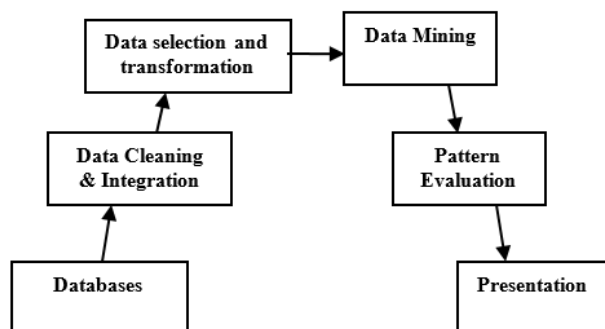 Data selection and
transformation
Data Mining
Data Cleaning
& Integration
Pattern
Evaluation
Databases
Presentation